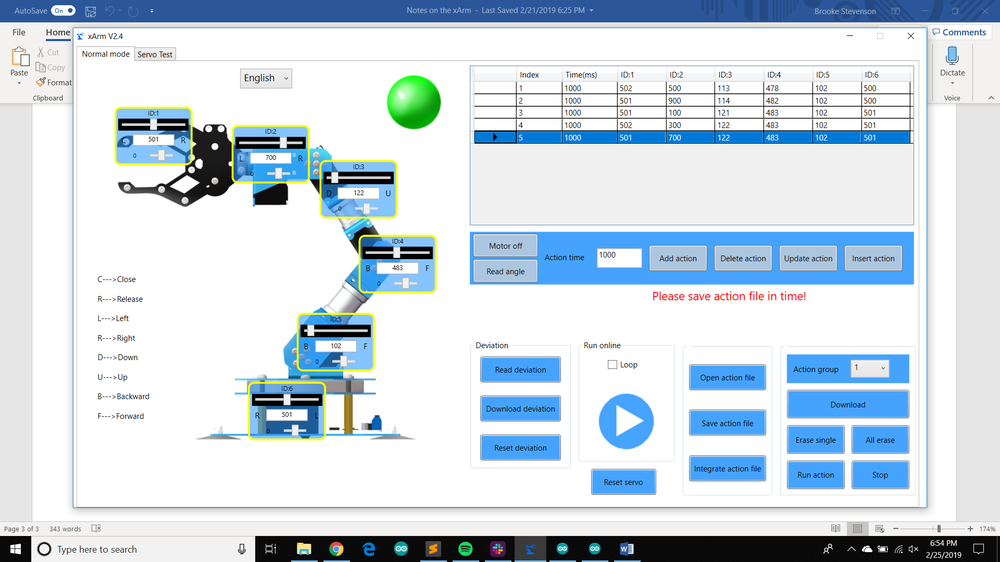 AutoSave On Notes on the xArm - Last Saved 2/21/2019 6:25 PM Brooke Stevenson
File Home Comments
Paste Cut
Copy
Format
Clipboard
Dictate
Voice
xArm V2.4
Normal mode Servo Test
English
ID:1
C 501 R
0
ID:2
L 700 R
0
ID:3
D 122 U
0
ID:4
B 483 F
0
ID:5
B 102 F
0
ID:6
R 501 L
0
C--->Close
R--->Release
L--->Left
R--->Right
D--->Down
U--->Up
B--->Backward
F--->Forward
Index Time(ms) ID:1 ID:2 ID:3 ID:4 ID:5 ID:6
1 1000 502 500 113 478 102 500
2 1000 501 900 114 482 102 500
3 1000 501 100 121 483 102 501
4 1000 502 300 122 483 102 501
5 1000 501 700 122 483 102 501
Motor off
Read angle
Action time 1000 Add action Delete action Update action Insert action
Please save action file in time!
Deviation
Read deviation
Download deviation
Reset deviation
Run online
Loop
Reset servo
Open action file
Save action file
Integrate action file
Action group 1
Download
Erase single All erase
Run action Stop
Page 3 of 3 343 words 174%
Type here to search
6:54 PM
2/25/2019